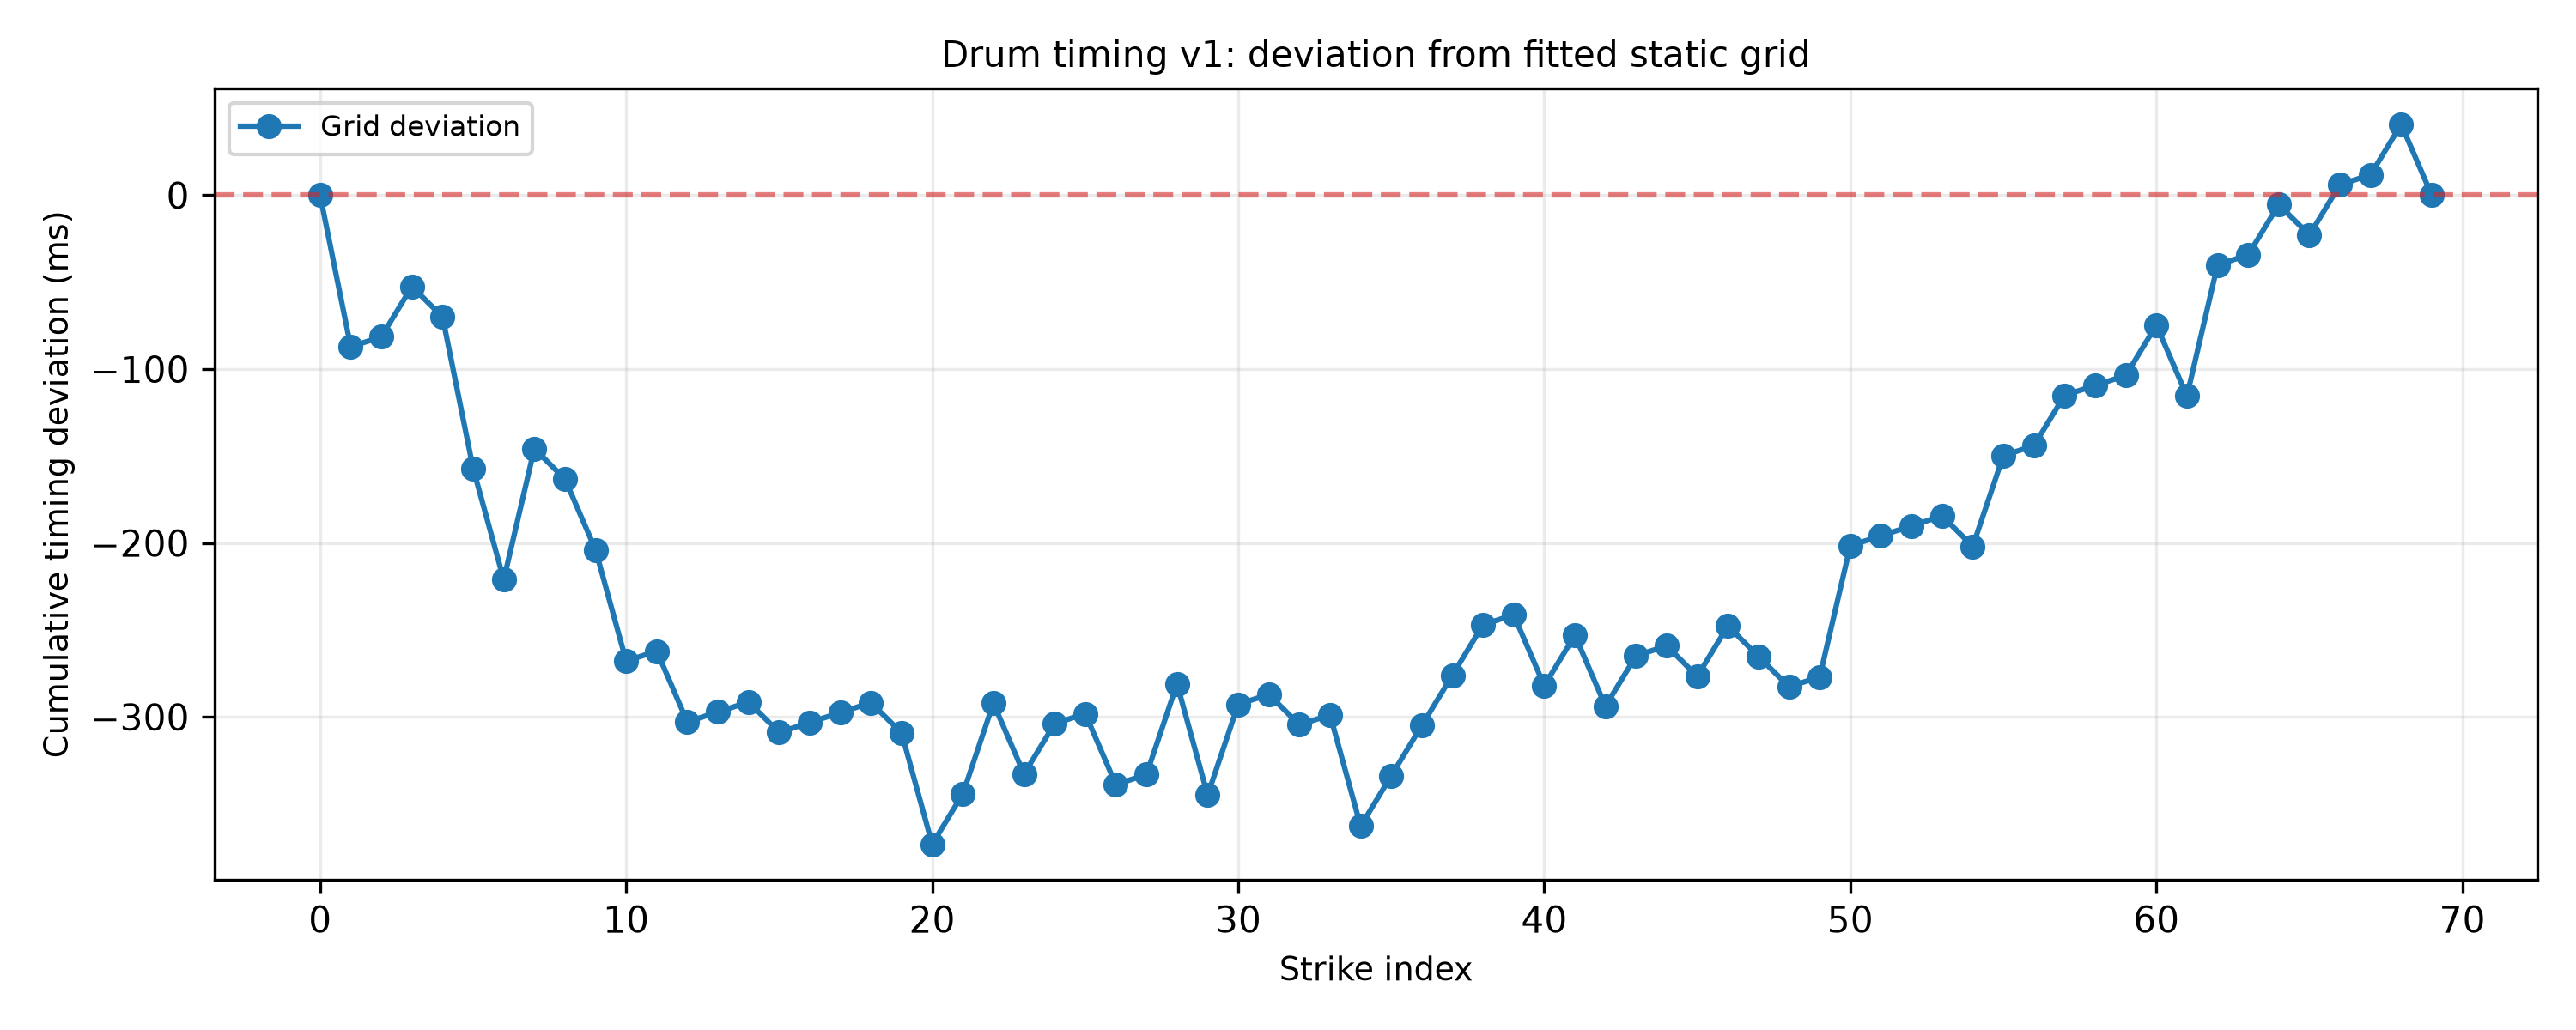 Drum timing v1: deviation from fitted static grid
Grid deviation
Cumulative timing deviation (ms)
0
−100
−200
−300
0 10 20 30 40 50 60 70
Strike index